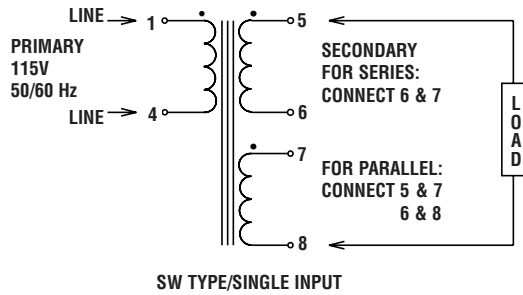 LINE
1
PRIMARY
115V
50/60 Hz
LINE
4
5
SECONDARY
FOR SERIES:
CONNECT 6 & 7
6
7
FOR PARALLEL:
CONNECT 5 & 7
6 & 8
8
LOAD
SW TYPE/SINGLE INPUT